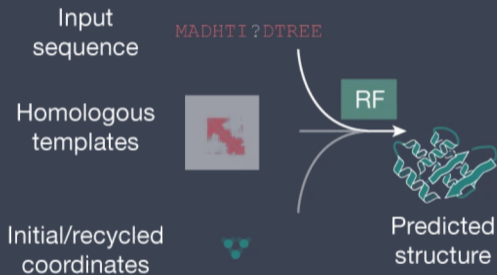 Input
sequence
MADHTI?DTREE
RF
Homologous
templates
Initial/recycled
coordinates
Predicted
structure